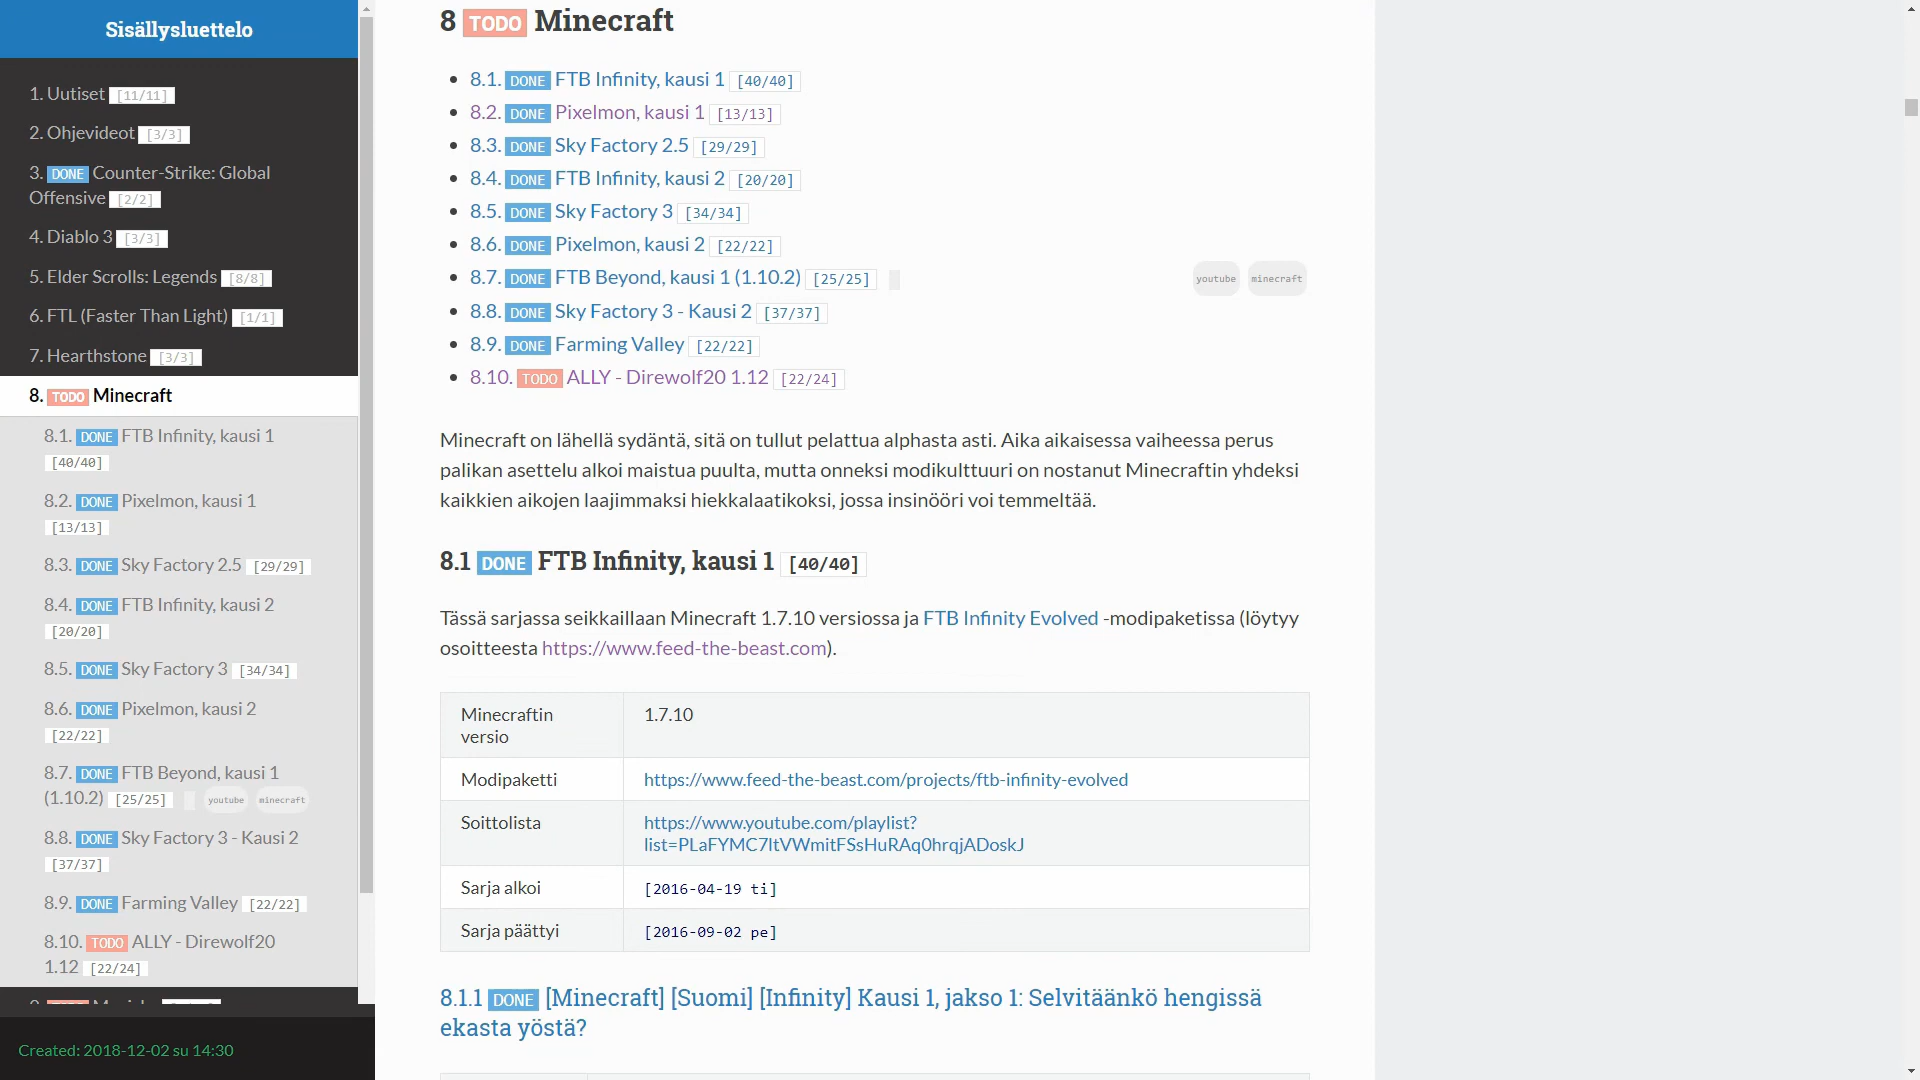 Sisällysluettelo
1. Uutiset [11/11]
2. Ohjevideot [3/3]
3. DONE Counter-Strike: Global
Offensive [2/2]
4. Diablo 3 [3/3]
5. Elder Scrolls: Legends [8/8]
6. FTL (Faster Than Light) [1/1]
7. Hearthstone [3/3]
8. TODO Minecraft
8.1. DONE FTB Infinity, kausi 1
[40/40]
8.2. DONE Pixelmon, kausi 1
[13/13]
8.3. DONE Sky Factory 2.5 [29/29]
8.4. DONE FTB Infinity, kausi 2
[20/20]
8.5. DONE Sky Factory 3 [34/34]
8.6. DONE Pixelmon, kausi 2
[22/22]
8.7. DONE FTB Beyond, kausi 1
(1.10.2) [25/25] youtube minecraft
8.8. DONE Sky Factory 3 - Kausi 2
[37/37]
8.9. DONE Farming Valley [22/22]
8.10. TODO ALLY - Direwolf20
1.12 [22/24]
Created: 2018-12-02 su 14:30
8 TODO Minecraft
• 8.1. DONE FTB Infinity, kausi 1 [40/40]
• 8.2. DONE Pixelmon, kausi 1 [13/13]
• 8.3. DONE Sky Factory 2.5 [29/29]
• 8.4. DONE FTB Infinity, kausi 2 [20/20]
• 8.5. DONE Sky Factory 3 [34/34]
• 8.6. DONE Pixelmon, kausi 2 [22/22]
• 8.7. DONE FTB Beyond, kausi 1 (1.10.2) [25/25] youtube minecraft
• 8.8. DONE Sky Factory 3 - Kausi 2 [37/37]
• 8.9. DONE Farming Valley [22/22]
• 8.10. TODO ALLY - Direwolf20 1.12 [22/24]
Minecraft on lähellä sydäntä, sitä on tullut pelattua alphasta asti. Aika aikaisessa vaiheessa perus
palikan asettelu alkoi maistua puulta, mutta onneksi modikulttuuri on nostanut Minecraftin yhdeksi
kaikkien aikojen laajimmaksi hiekkalaatikoksi, jossa insinööri voi temmeltää.
8.1 DONE FTB Infinity, kausi 1 [40/40]
Tässä sarjassa seikkaillaan Minecraft 1.7.10 versiossa ja FTB Infinity Evolved -modipaketissa (löytyy
osoitteesta https://www.feed-the-beast.com).
Minecraftin
versio
1.7.10
Modipaketti https://www.feed-the-beast.com/projects/ftb-infinity-evolved
Soittolista https://www.youtube.com/playlist?
list=PLaFYMC7ltVWmitFSsHuRAq0hrqjADoskJ
Sarja alkoi [2016-04-19 ti]
Sarja päättyi [2016-09-02 pe]
8.1.1 DONE [Minecraft] [Suomi] [Infinity] Kausi 1, jakso 1: Selvitäänkö hengissä
ekasta yöstä?